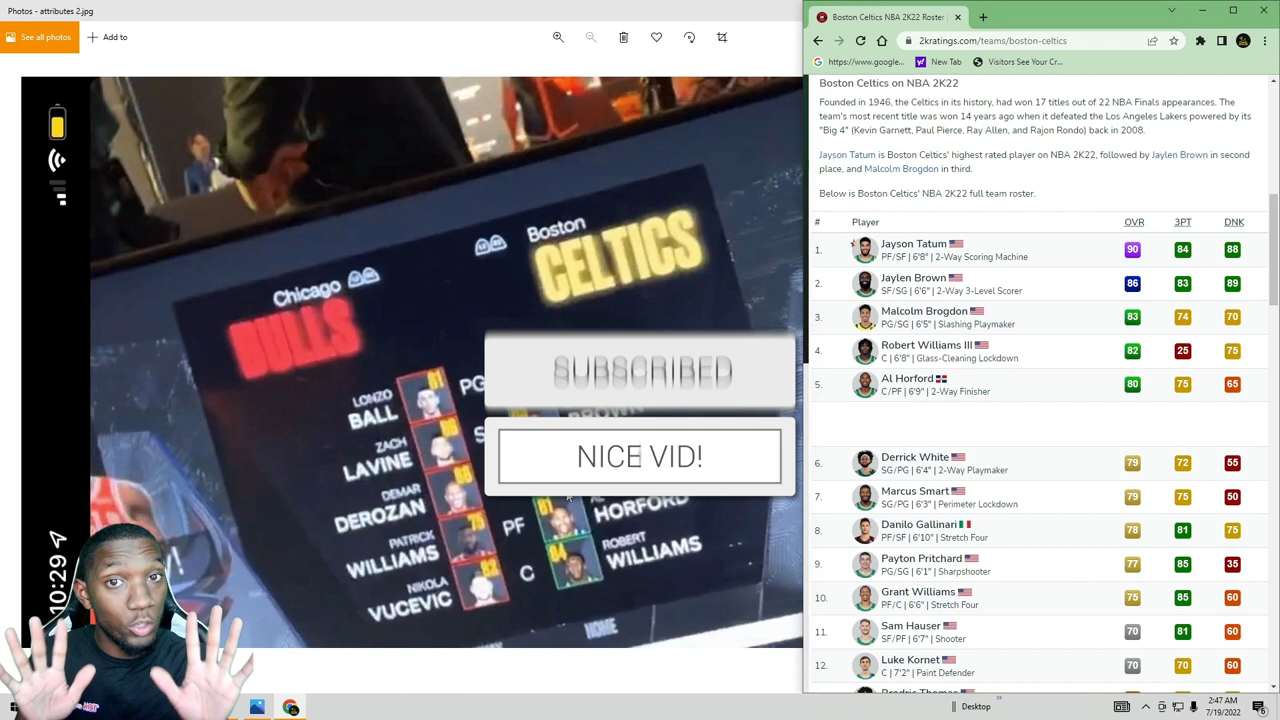 Photos - attributes 2.jpg
See all photos
Add to
Chicago
BULLS
Boston
CELTICS
LONZO
BALL
81
PG
ZACH
LAVINE
DEMAR
DEROZAN
PATRICK
WILLIAMS
PF
81
AL
HORFORD
NIKOLA
VUCEVIC
82
C
84
ROBERT
WILLIAMS
BROWN
HOME
10:29
SUBSCRIBED
NICE VID!
Boston Celtics NBA 2K22 Roster
2kratings.com/teams/boston-celtics
https://www.google...
New Tab
Visitors See Your Cr...
Boston Celtics on NBA 2K22
Founded in 1946, the Celtics in its history, had won 17 titles out of 22 NBA Finals appearances. The
team's most recent title was won 14 years ago when it defeated the Los Angeles Lakers powered by its
"Big 4" (Kevin Garnett, Paul Pierce, Ray Allen, and Rajon Rondo) back in 2008.
Jayson Tatum is Boston Celtics' highest rated player on NBA 2K22, followed by Jaylen Brown in second
place, and Malcolm Brogdon in third.
Below is Boston Celtics' NBA 2K22 full team roster.
# Player OVR 3PT DNK
1. Jayson Tatum 90 84 88
PF/SF | 6'8" | 2-Way Scoring Machine
2. Jaylen Brown 86 83 89
SF/SG | 6'6" | 2-Way 3-Level Scorer
3. Malcolm Brogdon 83 74 70
PG/SG | 6'5" | Slashing Playmaker
4. Robert Williams III 82 25 75
C | 6'8" | Glass-Cleaning Lockdown
5. Al Horford 80 75 65
C/PF | 6'9" | 2-Way Finisher
6. Derrick White 79 72 55
SG/PG | 6'4" | 2-Way Playmaker
7. Marcus Smart 79 75 50
SG/PG | 6'3" | Perimeter Lockdown
8. Danilo Gallinari 78 81 75
PF/SF | 6'10" | Stretch Four
9. Payton Pritchard 77 85 35
PG/SG | 6'1" | Sharpshooter
10. Grant Williams 75 85 60
PF/C | 6'6" | Stretch Four
11. Sam Hauser 70 81 60
SF/PF | 6'7" | Shooter
12. Luke Kornet 70 70 60
C | 7'2" | Paint Defender
Desktop
2:47 AM
7/19/2022